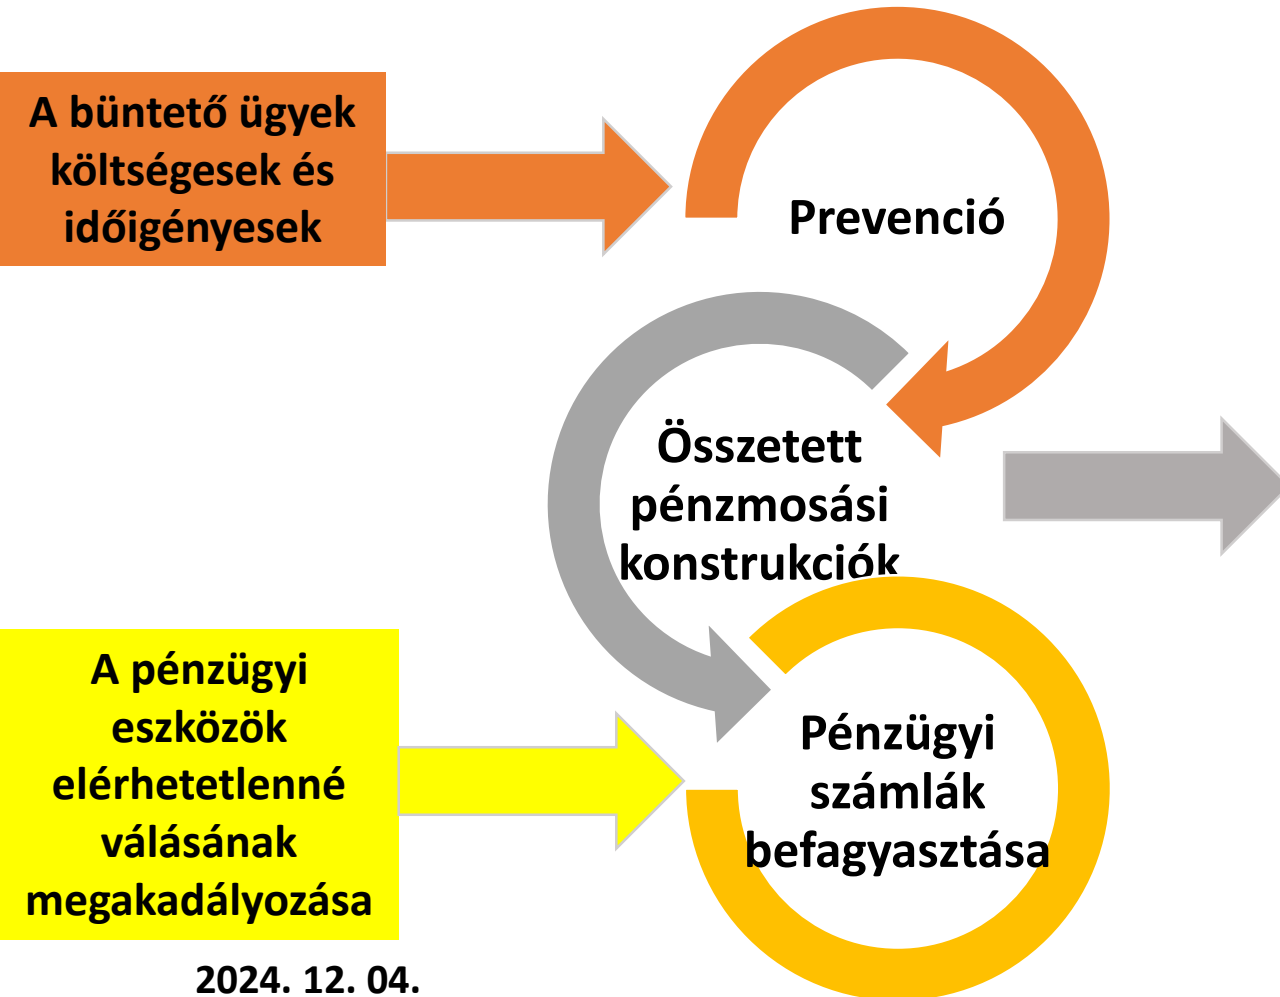 A büntető ügyek
költségesek és
időigényesek
Prevenció
Összetett
pénzmosási
konstrukciók
A pénzügyi
eszközök
elérhetetlenné
válásának
megakadályozása
Pénzügyi
számlák
befagyasztása
2024. 12. 04.